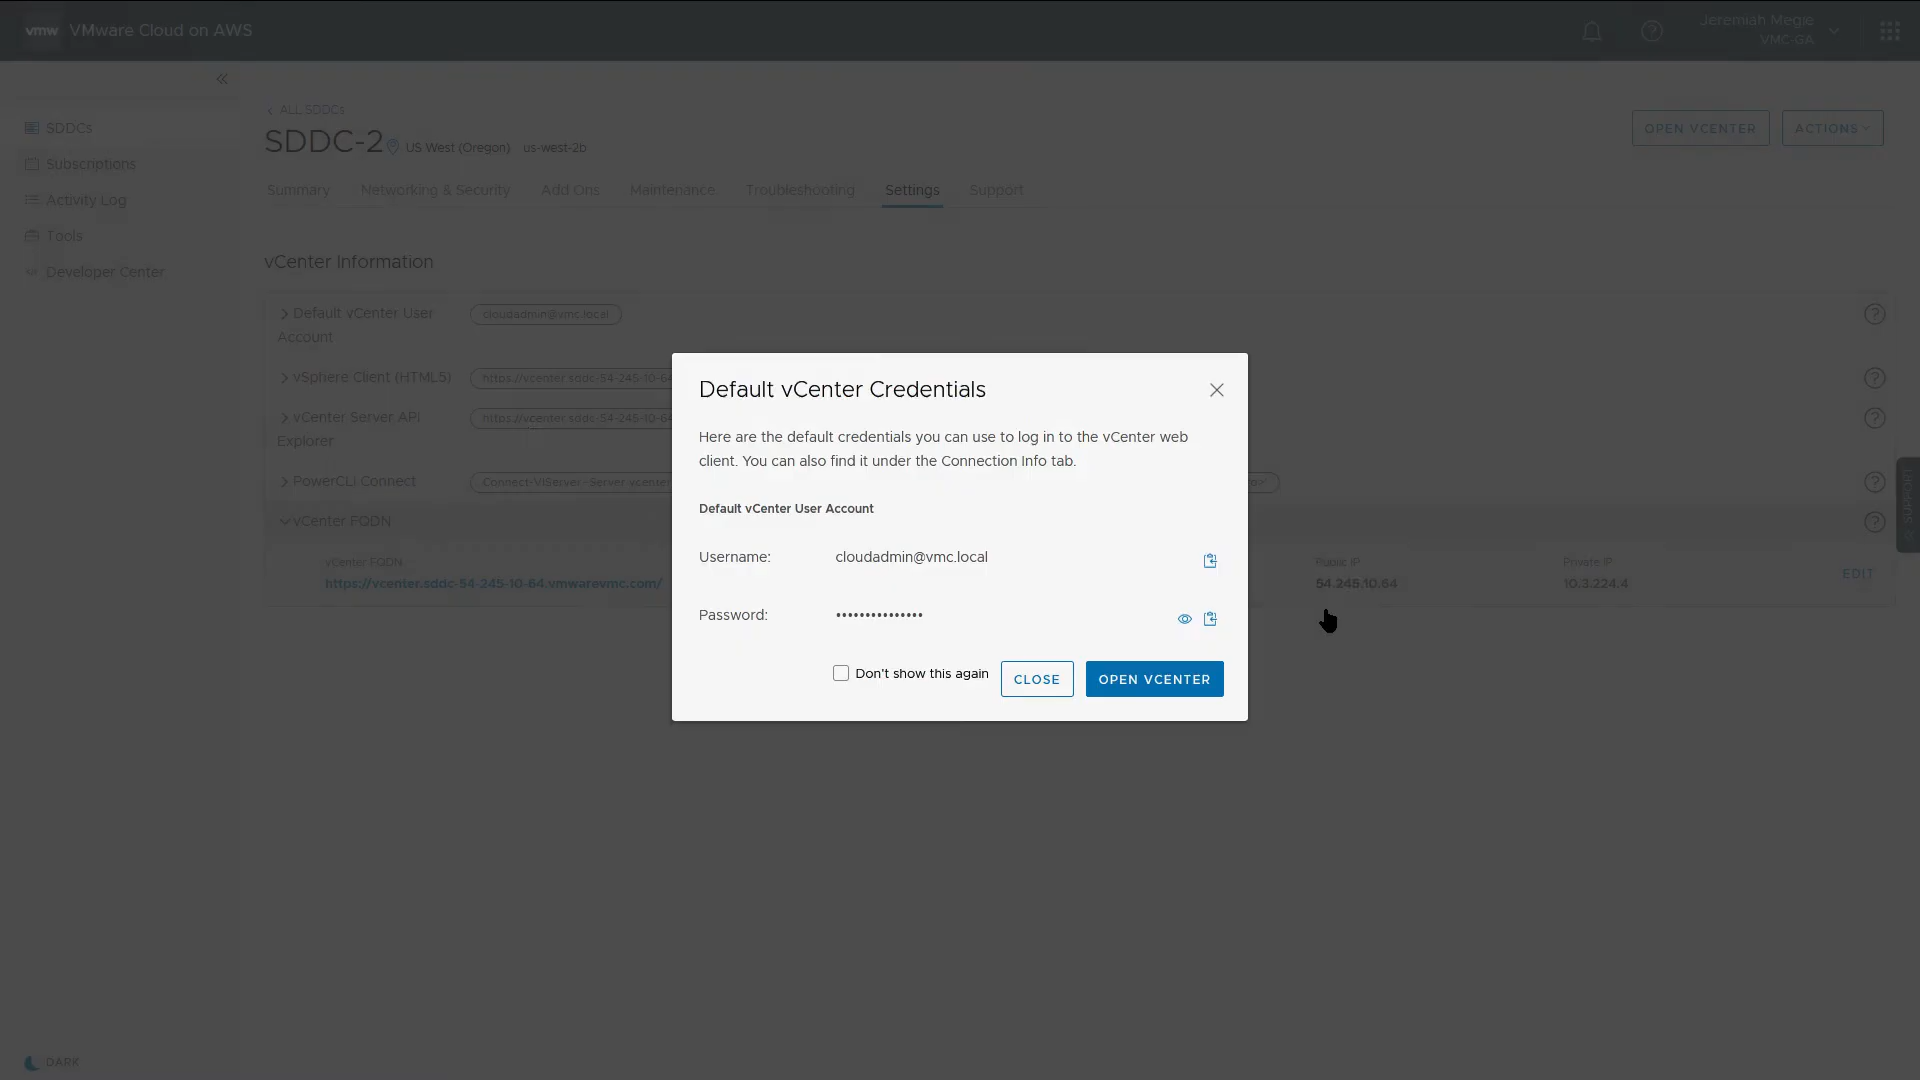 vmw VMware Cloud on AWS
Jeremiah Megie
VMC-GA
SDDCs
Subscriptions
Activity Log
Tools
Developer Center
ALL SDDCs
SDDC-2 US West (Oregon) us-west-2b
OPEN VCENTER
ACTIONS
Summary Networking & Security Add Ons Maintenance Troubleshooting Settings Support
vCenter Information
Default vCenter User Account
cloudadmin@vmc.local
vSphere Client (HTML5)
https://vcenter.sddc-54-245-10-64
vCenter Server API Explorer
https://vcenter.sddc-54-245-10-64
PowerCLI Connect
Connect-VIServer -Server vcenter
vCenter FQDN
vCenter FQDN
https://vcenter.sddc-54-245-10-64.vmwarevmc.com/
Public IP
54.245.10.64
Private IP
10.3.224.4
EDIT
SUPPORT
Default vCenter Credentials
Here are the default credentials you can use to log in to the vCenter web
client. You can also find it under the Connection Info tab.
Default vCenter User Account
Username: cloudadmin@vmc.local
Password: •••••••••••••••
Don't show this again
CLOSE
OPEN VCENTER
DARK